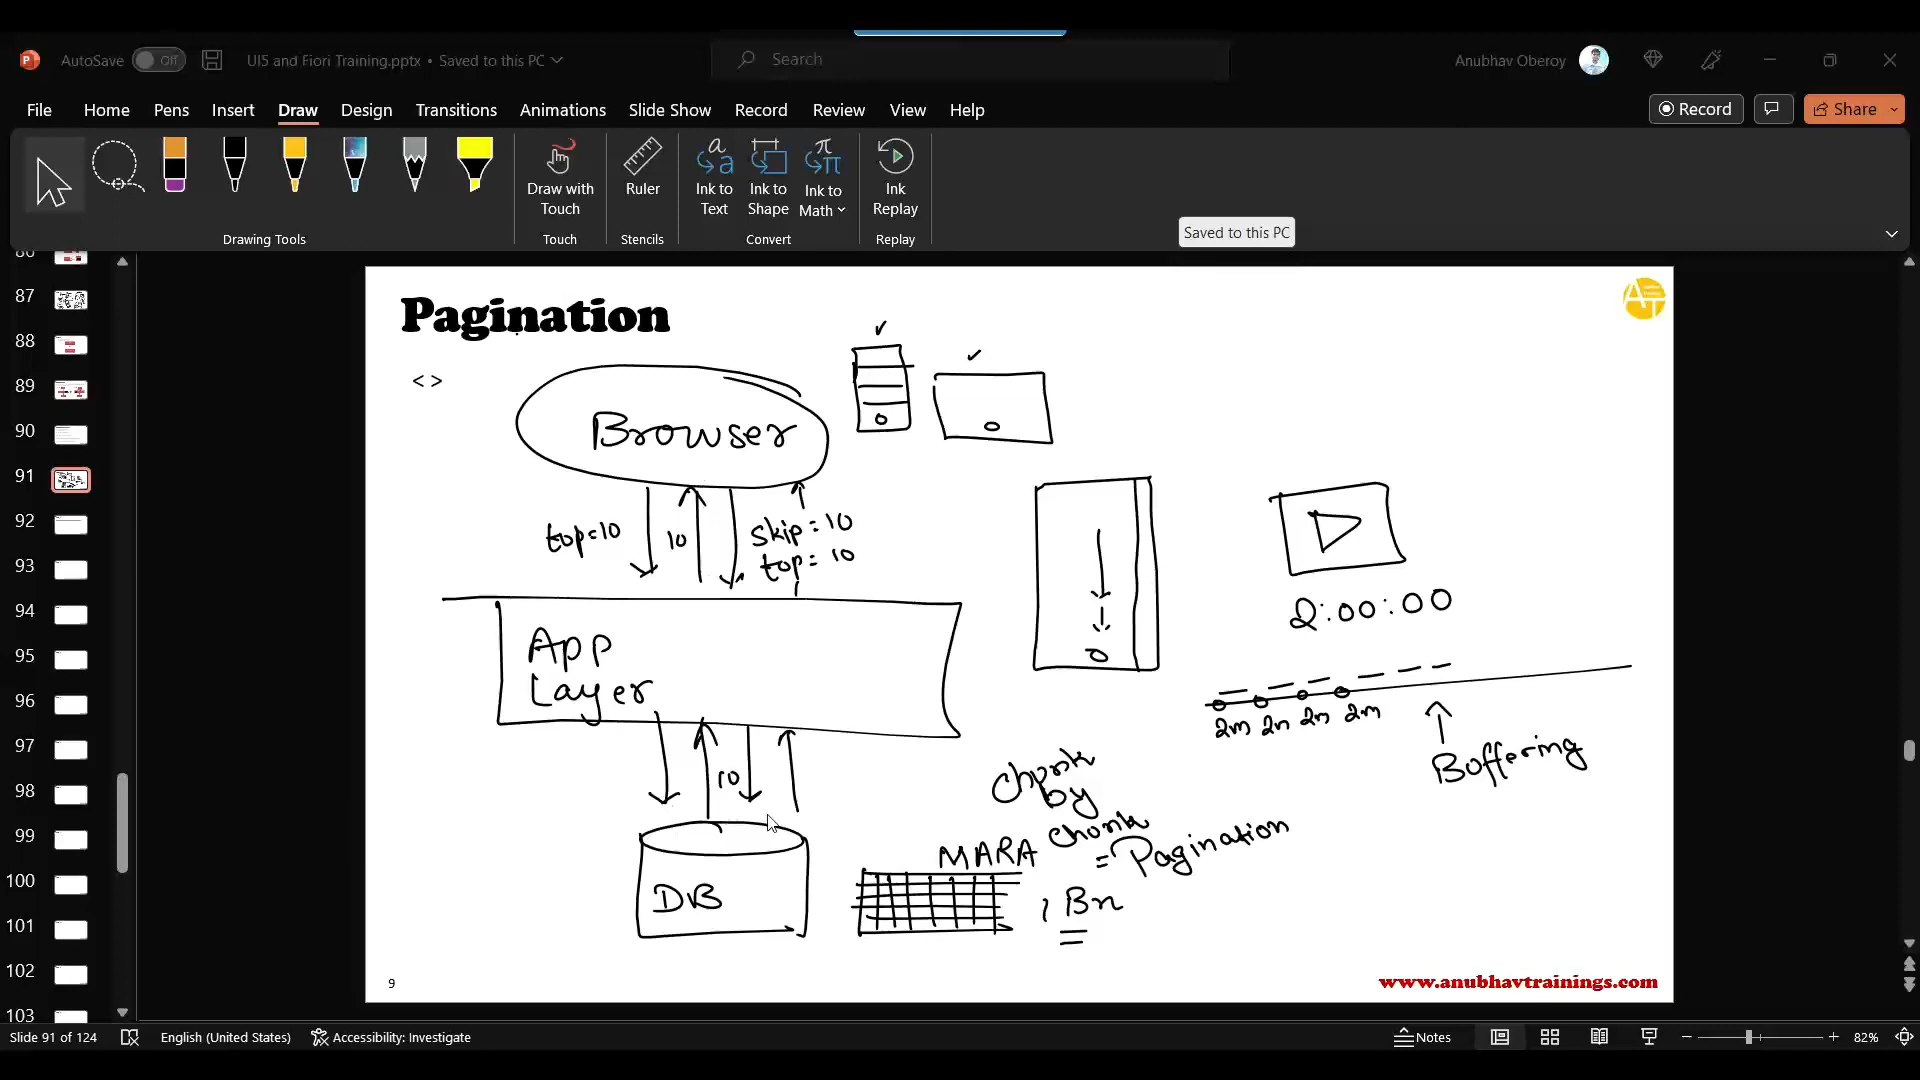 AutoSave
Off
UI5 and Fiori Training.pptx • Saved to this PC
Search
Anubhav Oberoy
File
Home
Pens
Insert
Draw
Design
Transitions
Animations
Slide Show
Record
Review
View
Help
Record
Share
Draw with
Touch
Ruler
Ink to
Text
Ink to
Shape
Ink to
Math
Ink
Replay
Drawing Tools
Touch
Stencils
Convert
Replay
Saved to this PC
86
87
88
89
90
91
92
93
94
95
96
97
98
99
100
101
102
103
Pagination
AT
< >
Browser
top=10
10
skip=10
top=10
App
Layer
10
DB
2:00:00
2m 2m 2m 2m
Boffering
Chonk
by
chonk
= Pagination
MARA
1 Bn
9
www.anubhavtrainings.com
Slide 91 of 124
English (United States)
Accessibility: Investigate
Notes
82%